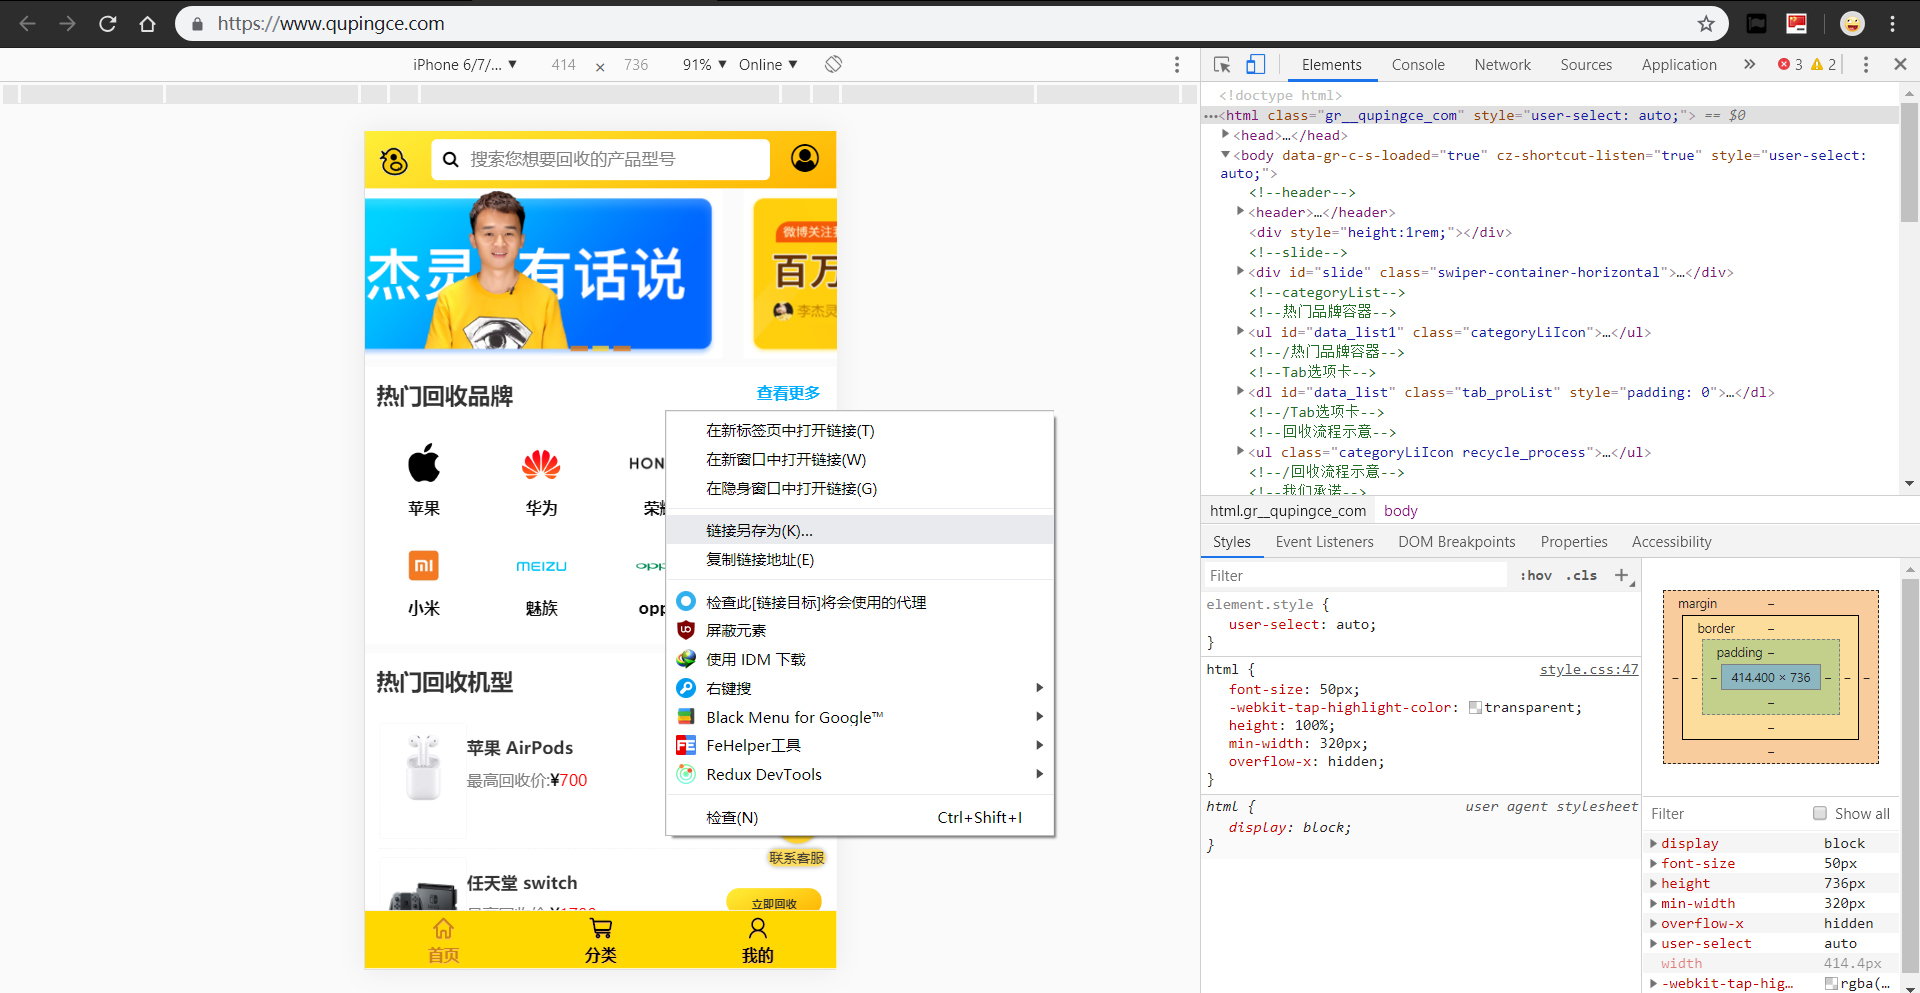 https://www.qupingce.com
iPhone 6/7/... ▼ 414 × 736 91% ▼ Online ▼
搜索您想要回收的产品型号
杰灵有话说
微博关注
百万
李杰灵
热门回收品牌
查看更多
苹果
华为
HON
荣耀
mi
MEIZU
oppo
小米
魅族
oppo
热门回收机型
苹果 AirPods
最高回收价:¥700
任天堂 switch
立即回收
联系客服
首页
分类
我的
在新标签页中打开链接(T)
在新窗口中打开链接(W)
在隐身窗口中打开链接(G)
链接另存为(K)...
复制链接地址(E)
检查此[链接目标]将会使用的代理
屏蔽元素
使用 IDM 下载
右键搜
Black Menu for Google™
FeHelper工具
Redux DevTools
检查(N) Ctrl+Shift+I
Elements Console Network Sources Application » 3 2
<!doctype html>
…<html class="gr__qupingce_com" style="user-select: auto;"> == $0
<head>…</head>
<body data-gr-c-s-loaded="true" cz-shortcut-listen="true" style="user-select:
auto;">
<!--header-->
<header>…</header>
<div style="height:1rem;"></div>
<!--slide-->
<div id="slide" class="swiper-container-horizontal">…</div>
<!--categoryList-->
<!--热门品牌容器-->
<ul id="data_list1" class="categoryLiIcon">…</ul>
<!--/热门品牌容器-->
<!--Tab选项卡-->
<dl id="data_list" class="tab_proList" style="padding: 0">…</dl>
<!--/Tab选项卡-->
<!--回收流程示意-->
<ul class="categoryLiIcon recycle_process">…</ul>
<!--/回收流程示意-->
<!--我们承诺-->
html.gr__qupingce_com body
Styles Event Listeners DOM Breakpoints Properties Accessibility
Filter :hov .cls +
element.style {
user-select: auto;
}
html { style.css:47
font-size: 50px;
-webkit-tap-highlight-color: transparent;
height: 100%;
min-width: 320px;
overflow-x: hidden;
}
html { user agent stylesheet
display: block;
}
margin –
border –
padding –
– – – 414.400 × 736 – – –
–
–
–
Filter Show all
display block
font-size 50px
height 736px
min-width 320px
overflow-x hidden
user-select auto
width 414.4px
-webkit-tap-hig… rgba(…